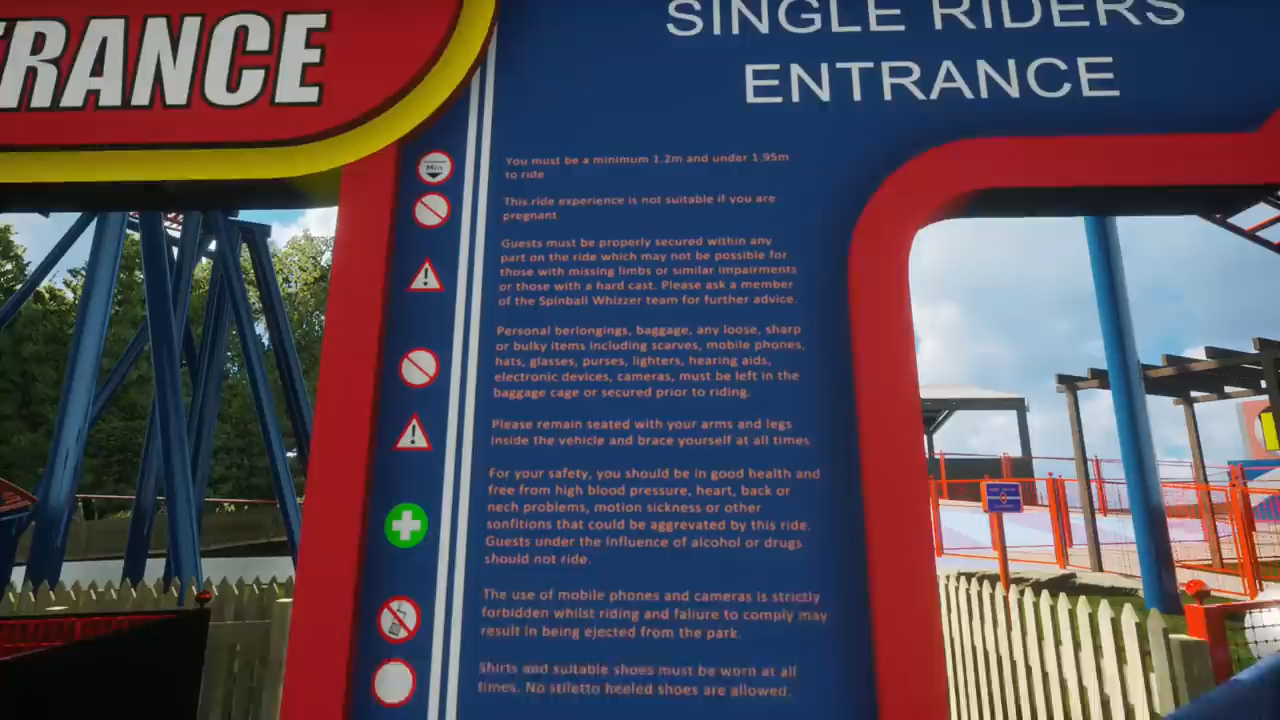 RANCE
SINGLE RIDERS
ENTRANCE
Min
You must be a minimum 1.2m and under 1.95m
to ride
This ride experience is not suitable if you are
pregnant
Guests must be properly secured within any
part on the ride which may not be possible for
those with missing limbs or similar impairments
or those with a hard cast. Please ask a member
of the Spinball Whizzer team for further advice.
Personal berlongings, baggage, any loose, sharp
or bulky items including scarves, mobile phones,
hats, glasses, purses, lighters, hearing aids,
electronic devices, cameras, must be left in the
baggage cage or secured prior to riding.
Please remain seated with your arms and legs
inside the vehicle and brace yourself at all times
For your safety, you should be in good health and
free from high blood pressure, heart, back or
nech problems, motion sickness or other
sonfitions that could be aggrevated by this ride.
Guests under the influence of alcohol or drugs
should not ride.
The use of mobile phones and cameras is strictly
forbidden whilst riding and faliure to comply may
result in being ejected from the park.
Shirts and suitable shoes must be worn at all
times. No stiletto heeled shoes are allowed.